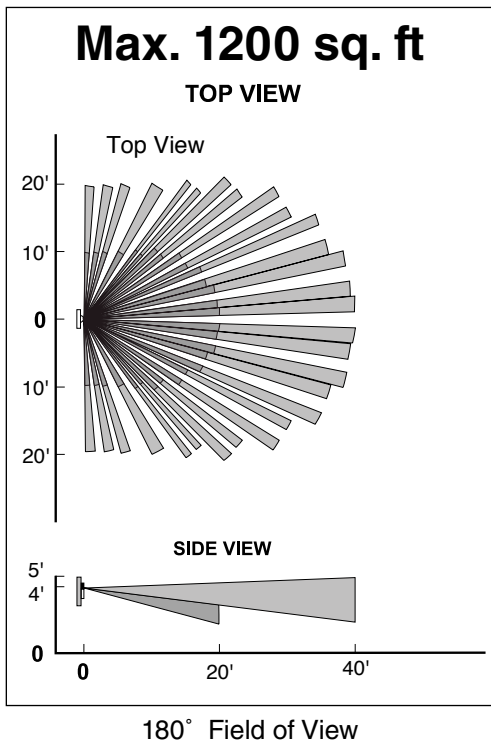 Max. 1200 sq. ft
TOP VIEW
Top View
20'
10'
0
10'
20'
SIDE VIEW
5'
4'
0
0 20' 40'
180° Field of View